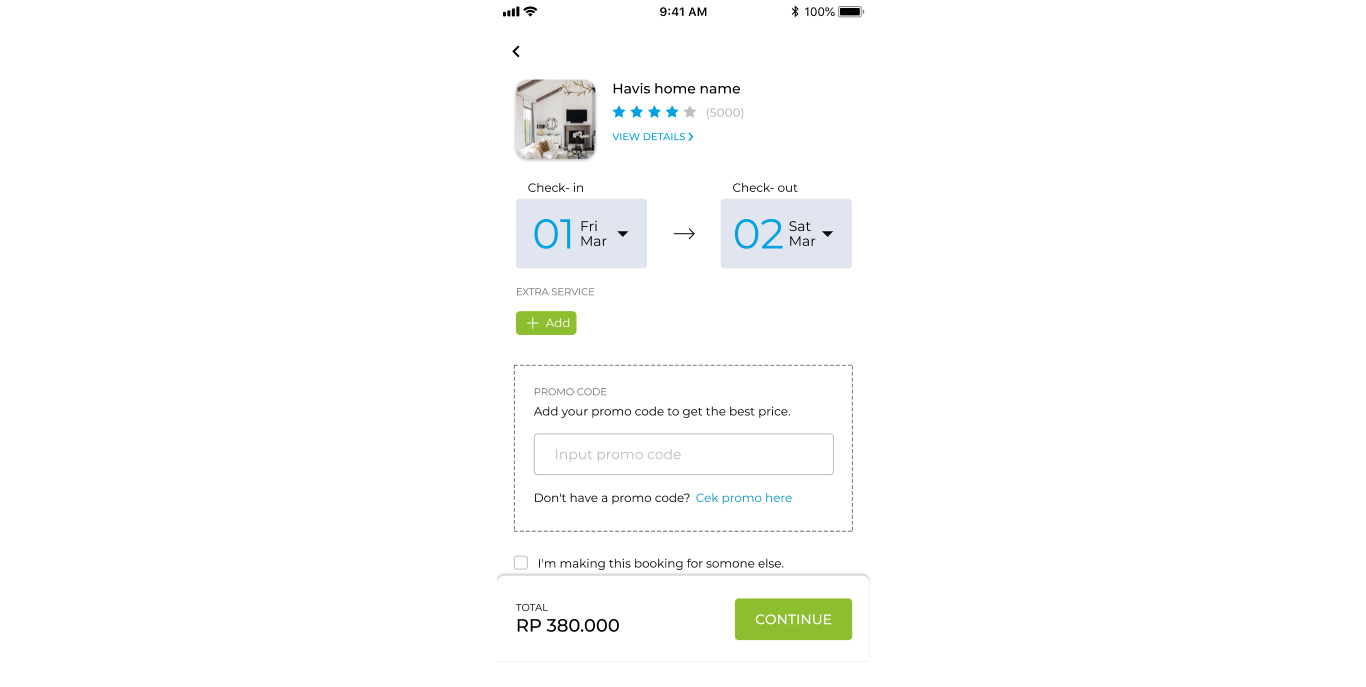 9:41 AM
100%
Havis home name
(5000)
VIEW DETAILS
Check- in
Check- out
01 Fri Mar
02 Sat Mar
EXTRA SERVICE
Add
PROMO CODE
Add your promo code to get the best price.
Input promo code
Don't have a promo code? Cek promo here
I'm making this booking for somone else.
TOTAL
RP 380.000
CONTINUE